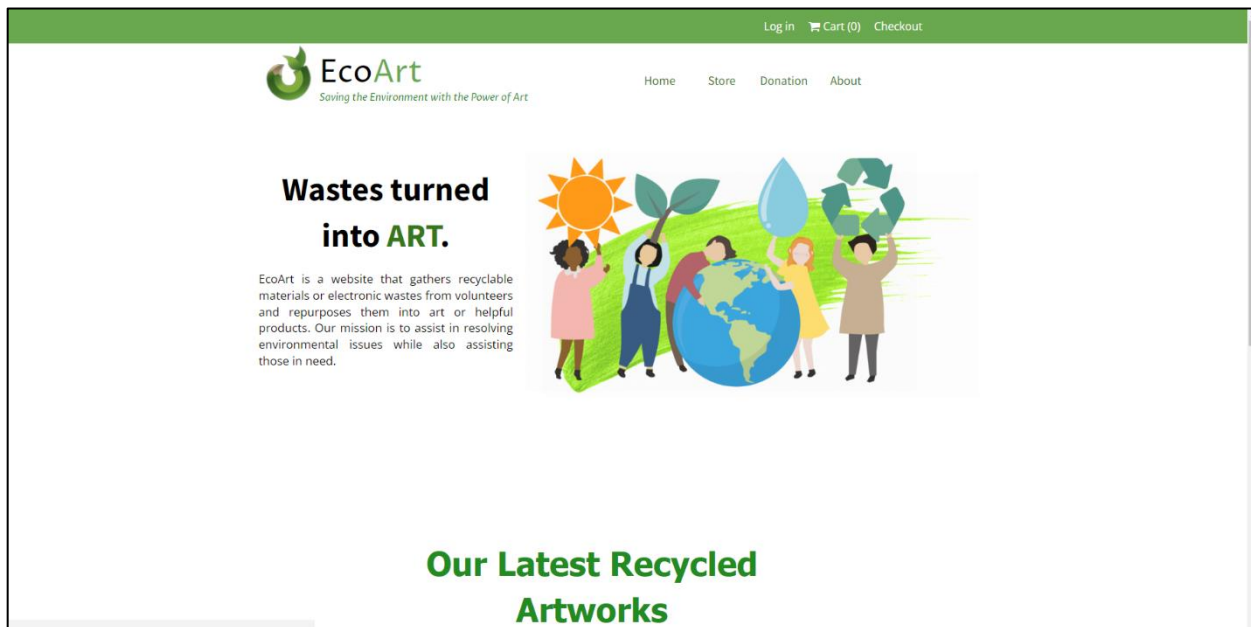 Log in Cart (0) Checkout
EcoArt
Saving the Environment with the Power of Art
Home Store Donation About
Wastes turned
into ART.
EcoArt is a website that gathers recyclable
materials or electronic wastes from volunteers
and repurposes them into art or helpful
products. Our mission is to assist in resolving
environmental issues while also assisting
those in need.
Our Latest Recycled
Artworks